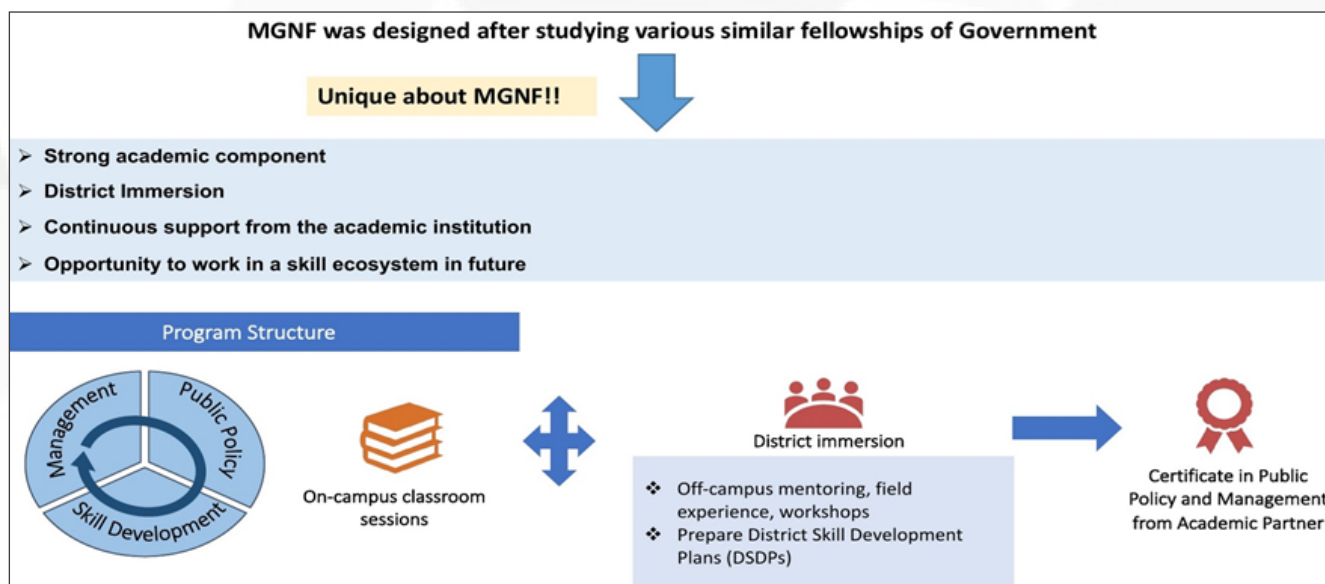 MGNF was designed after studying various similar fellowships of Government
Unique about MGNF!!
➢ Strong academic component
➢ District Immersion
➢ Continuous support from the academic institution
➢ Opportunity to work in a skill ecosystem in future
Program Structure
Management
Public Policy
Skill Development
On-campus classroom
sessions
District immersion
❖ Off-campus mentoring, field
experience, workshops
❖ Prepare District Skill Development
Plans (DSDPs)
Certificate in Public
Policy and Management
from Academic Partner